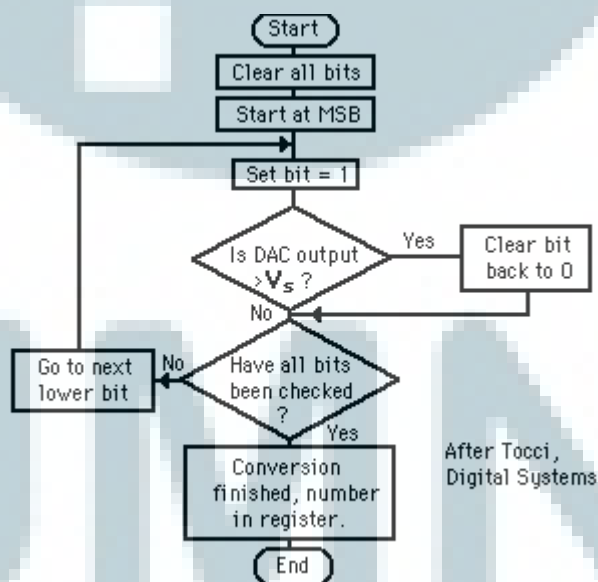 Start
Clear all bits
Start at MSB
Set bit = 1
Is DAC output
>Vs ?
Yes
Clear bit
back to 0
No
Have all bits
been checked
?
No
Go to next
lower bit
Yes
Conversion
finished, number
in register.
End
After Tocci,
Digital Systems